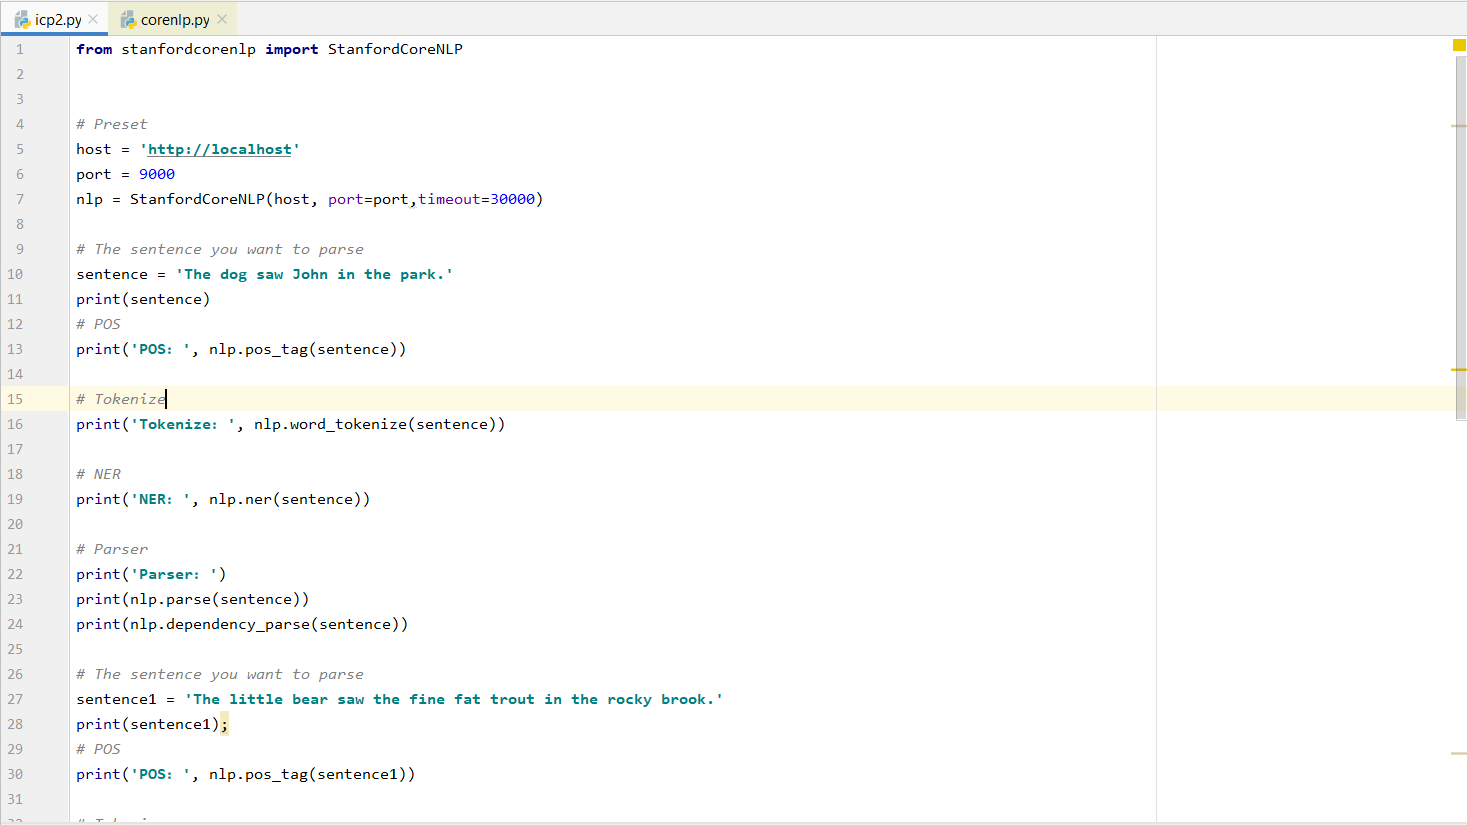 icp2.py
corenlp.py
1 from stanfordcorenlp import StanfordCoreNLP
2
3
4 # Preset
5 host = 'http://localhost'
6 port = 9000
7 nlp = StanfordCoreNLP(host, port=port,timeout=30000)
8
9 # The sentence you want to parse
10 sentence = 'The dog saw John in the park.'
11 print(sentence)
12 # POS
13 print('POS: ', nlp.pos_tag(sentence))
14
15 # Tokenize
16 print('Tokenize: ', nlp.word_tokenize(sentence))
17
18 # NER
19 print('NER: ', nlp.ner(sentence))
20
21 # Parser
22 print('Parser: ')
23 print(nlp.parse(sentence))
24 print(nlp.dependency_parse(sentence))
25
26 # The sentence you want to parse
27 sentence1 = 'The little bear saw the fine fat trout in the rocky brook.'
28 print(sentence1);
29 # POS
30 print('POS: ', nlp.pos_tag(sentence1))
31